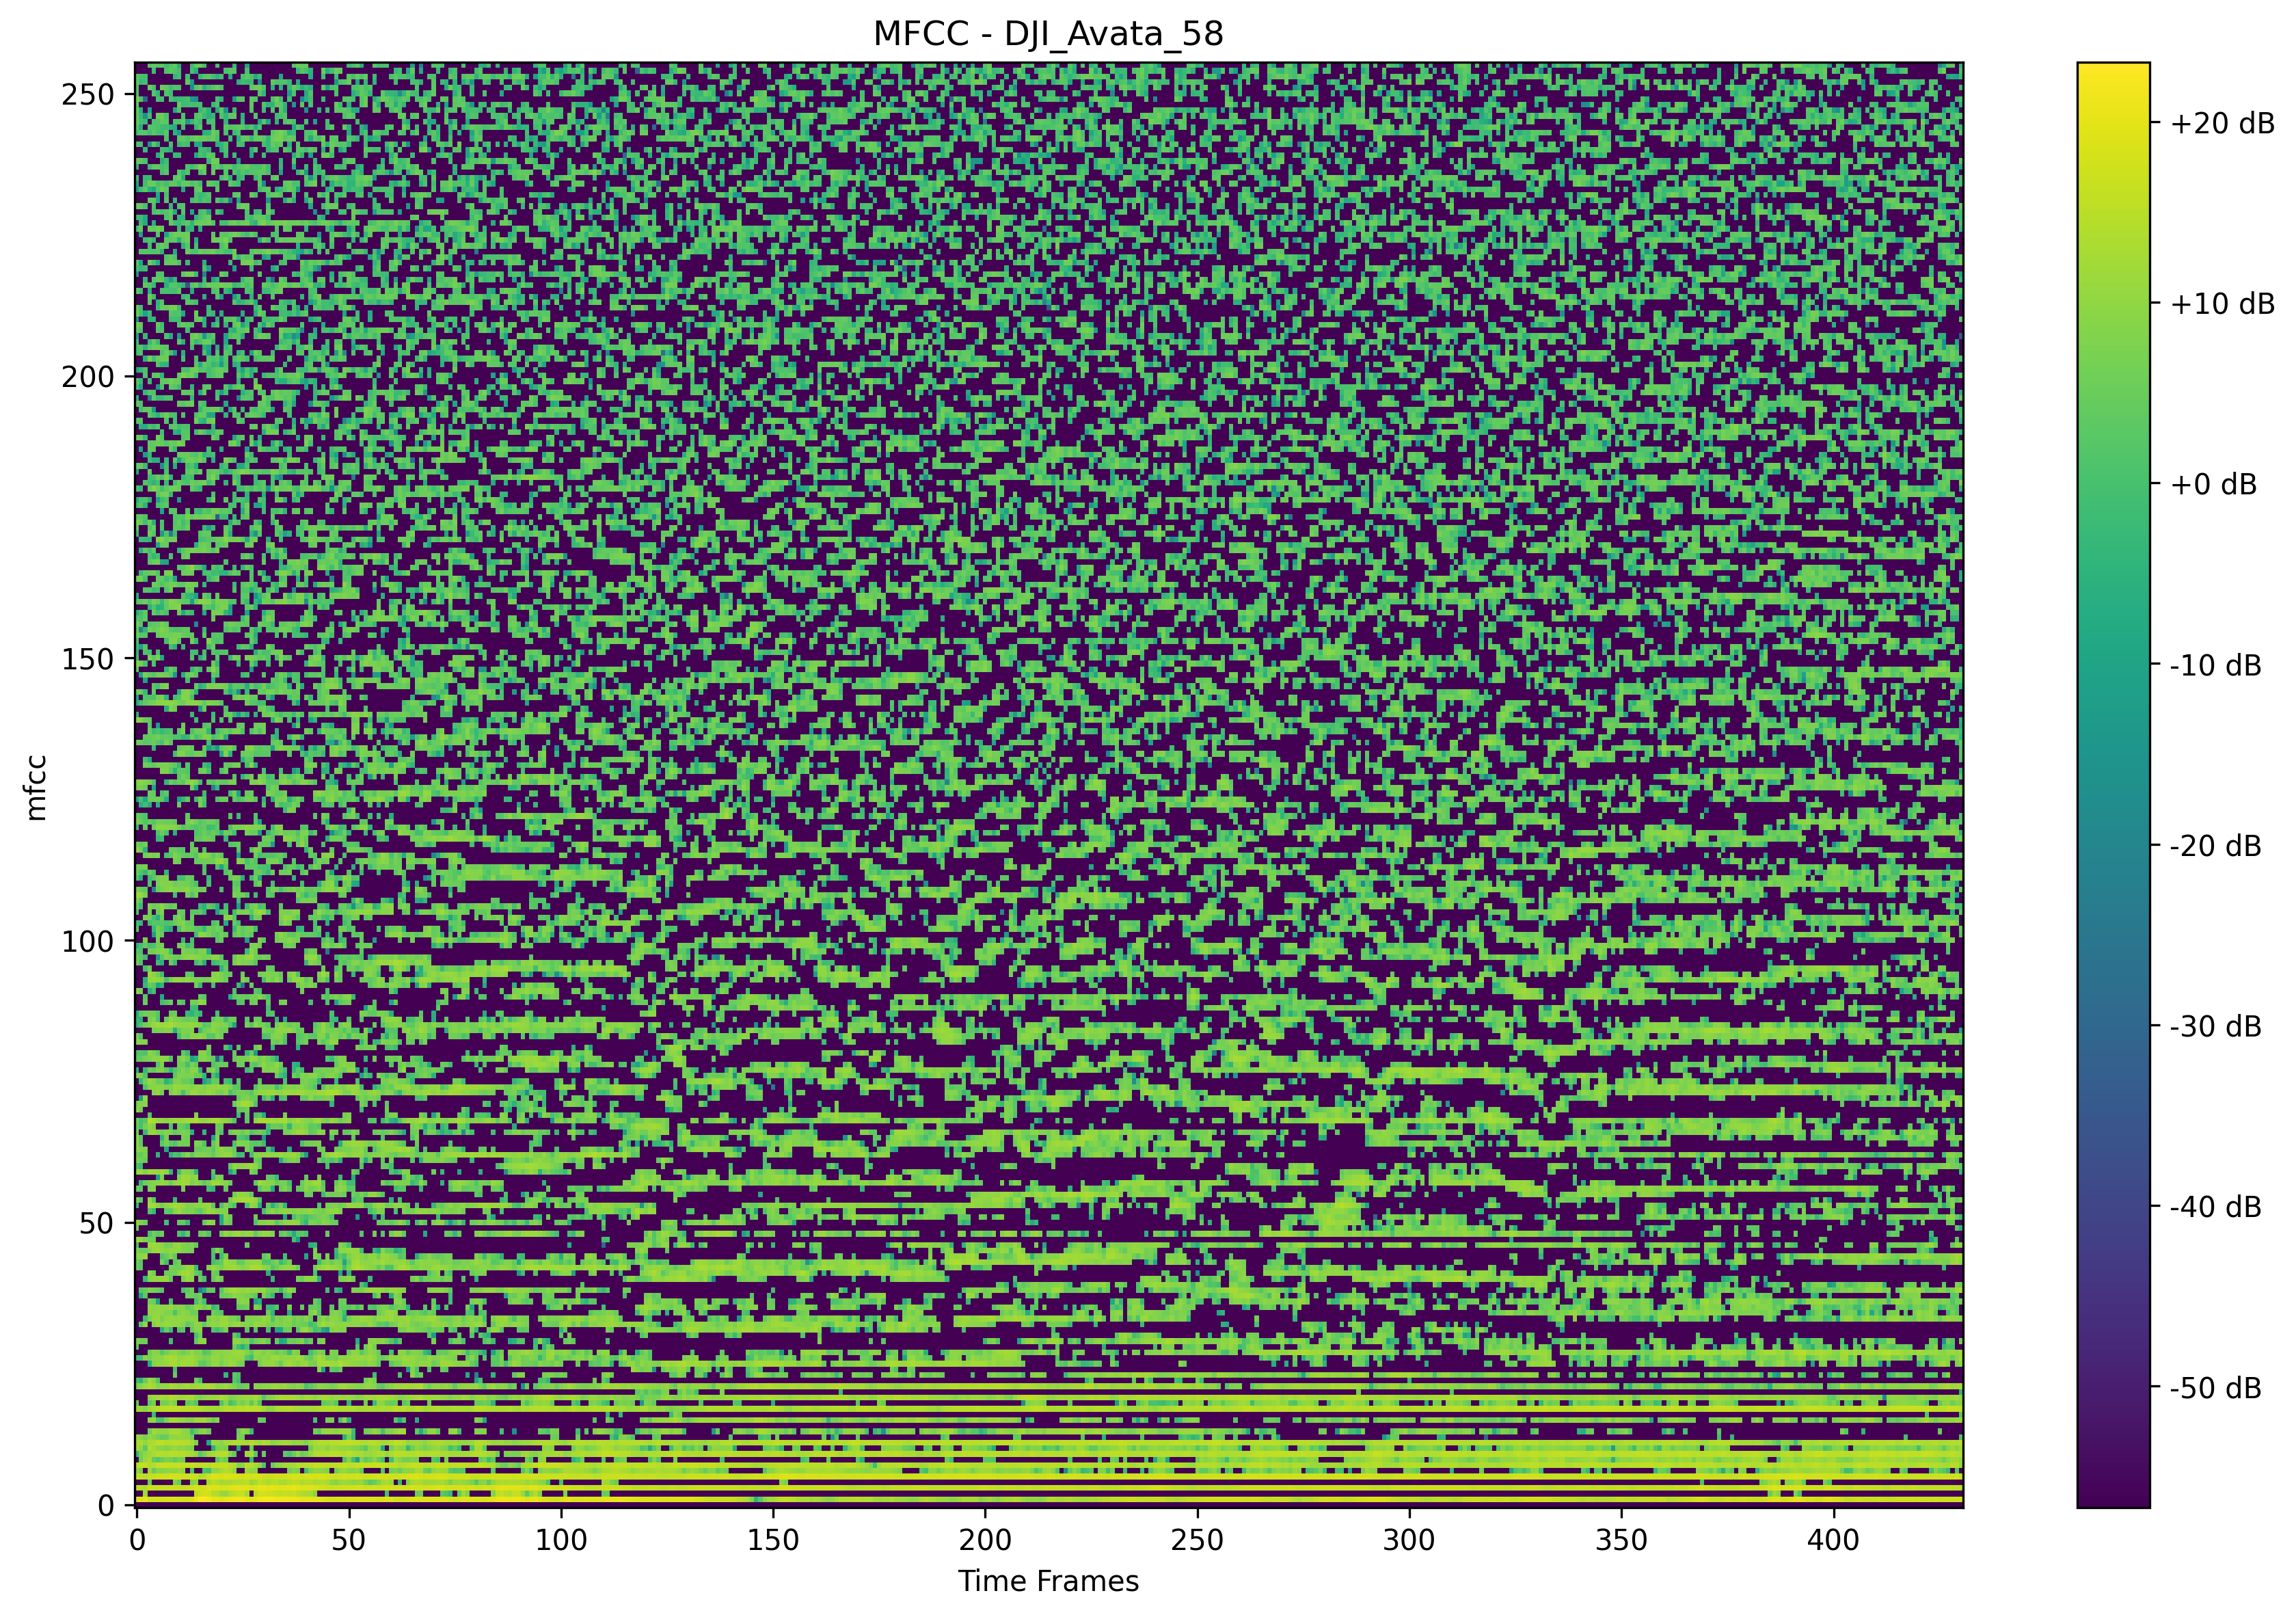 MFCC - DJI_Avata_58
250
200
150
100
50
0
mfcc
0 50 100 150 200 250 300 350 400
Time Frames
+20 dB
+10 dB
+0 dB
-10 dB
-20 dB
-30 dB
-40 dB
-50 dB